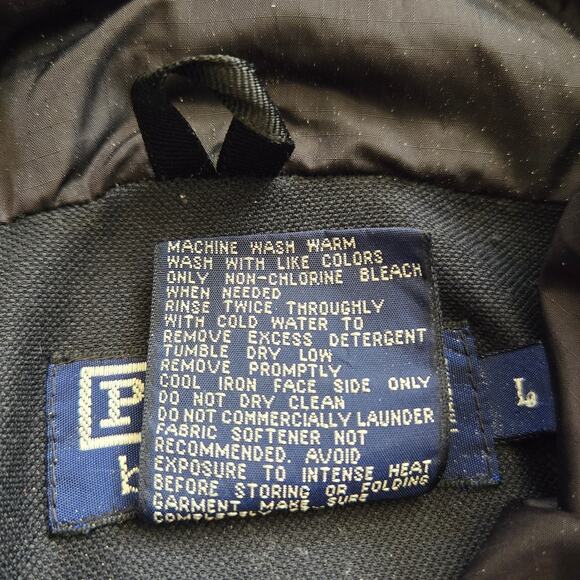 MACHINE WASH WARM
WASH WITH LIKE COLORS
ONLY NON-CHLORINE BLEACH
WHEN NEEDED
RINSE TWICE THROUGHLY
WITH COLD WATER TO
REMOVE EXCESS DETERGENT
TUMBLE DRY LOW
REMOVE PROMPTLY
COOL IRON FACE SIDE ONLY
DO NOT DRY CLEAN
DO NOT COMMERCIALLY LAUNDER
FABRIC SOFTENER NOT
RECOMMENDED. AVOID
EXPOSURE TO INTENSE HEAT
BEFORE STORING OR FOLDING
GARMENT MAKE SURE
COMPLETELY
P
L